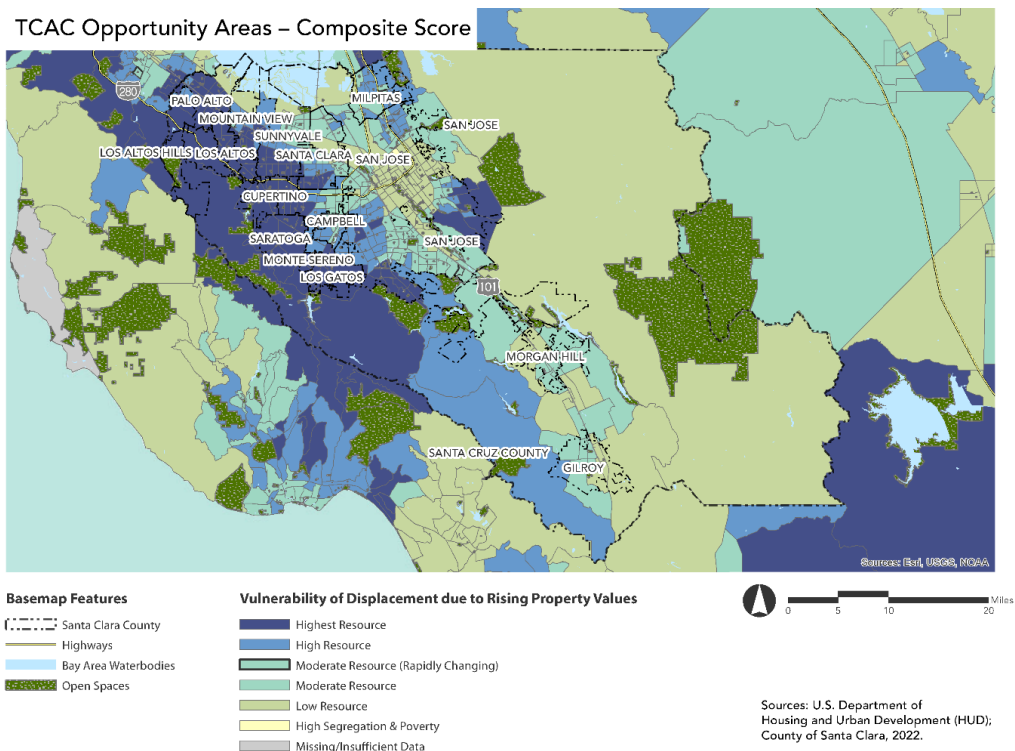 TCAC Opportunity Areas – Composite Score
280
PALO ALTO
MILPITAS
MOUNTAIN VIEW
SAN JOSE
SUNNYVALE
LOS ALTOS HILLS
LOS ALTOS
SANTA CLARA
SAN JOSE
CUPERTINO
CAMPBELL
SARATOGA
SAN JOSE
MONTE SERENO
LOS GATOS
101
MORGAN HILL
SANTA CRUZ COUNTY
GILROY
Sources: Esri, USGS, NOAA
Basemap Features
Santa Clara County
Highways
Bay Area Waterbodies
Open Spaces
Vulnerability of Displacement due to Rising Property Values
Highest Resource
High Resource
Moderate Resource (Rapidly Changing)
Moderate Resource
Low Resource
High Segregation & Poverty
Missing/Insufficient Data
Miles
0 5 10 20
Sources: U.S. Department of
Housing and Urban Development (HUD);
County of Santa Clara, 2022.